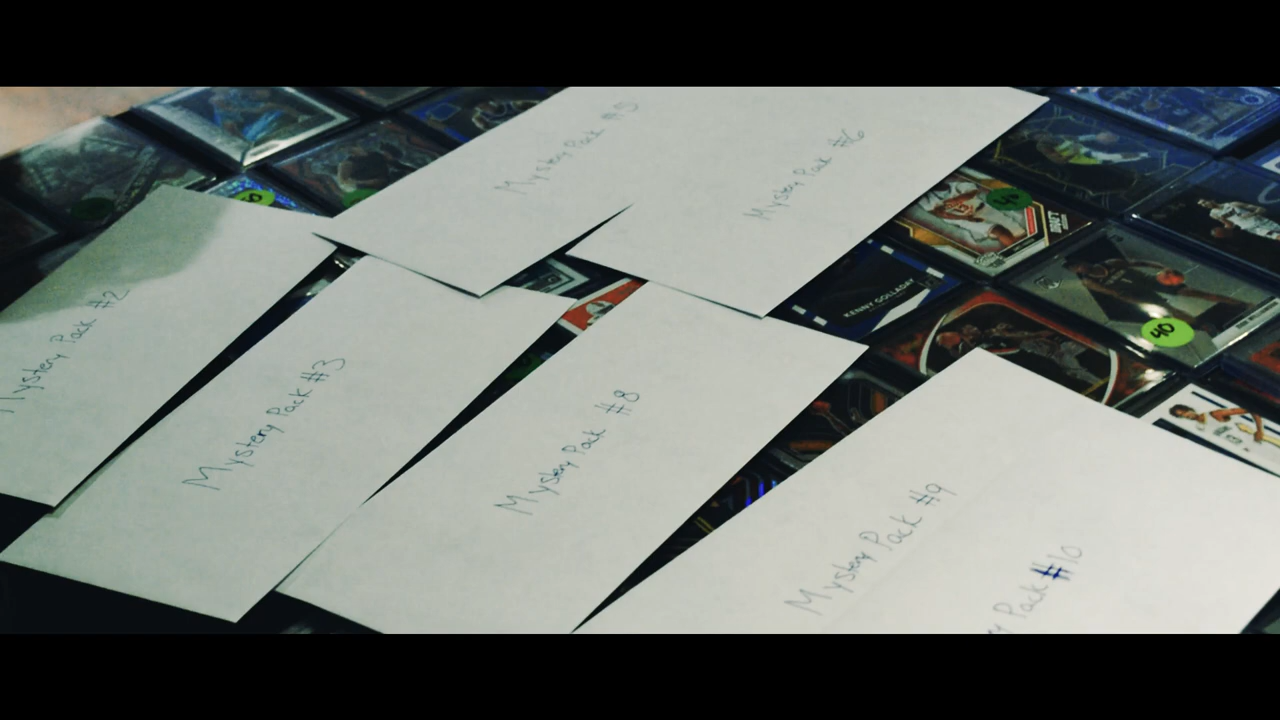 Mystery Pack #5
Mystery Pack #6
Mystery Pack #2
Mystery Pack #3
Mystery Pack #8
Mystery Pack #9
Pack #10
KENNY GOLLADAY
40